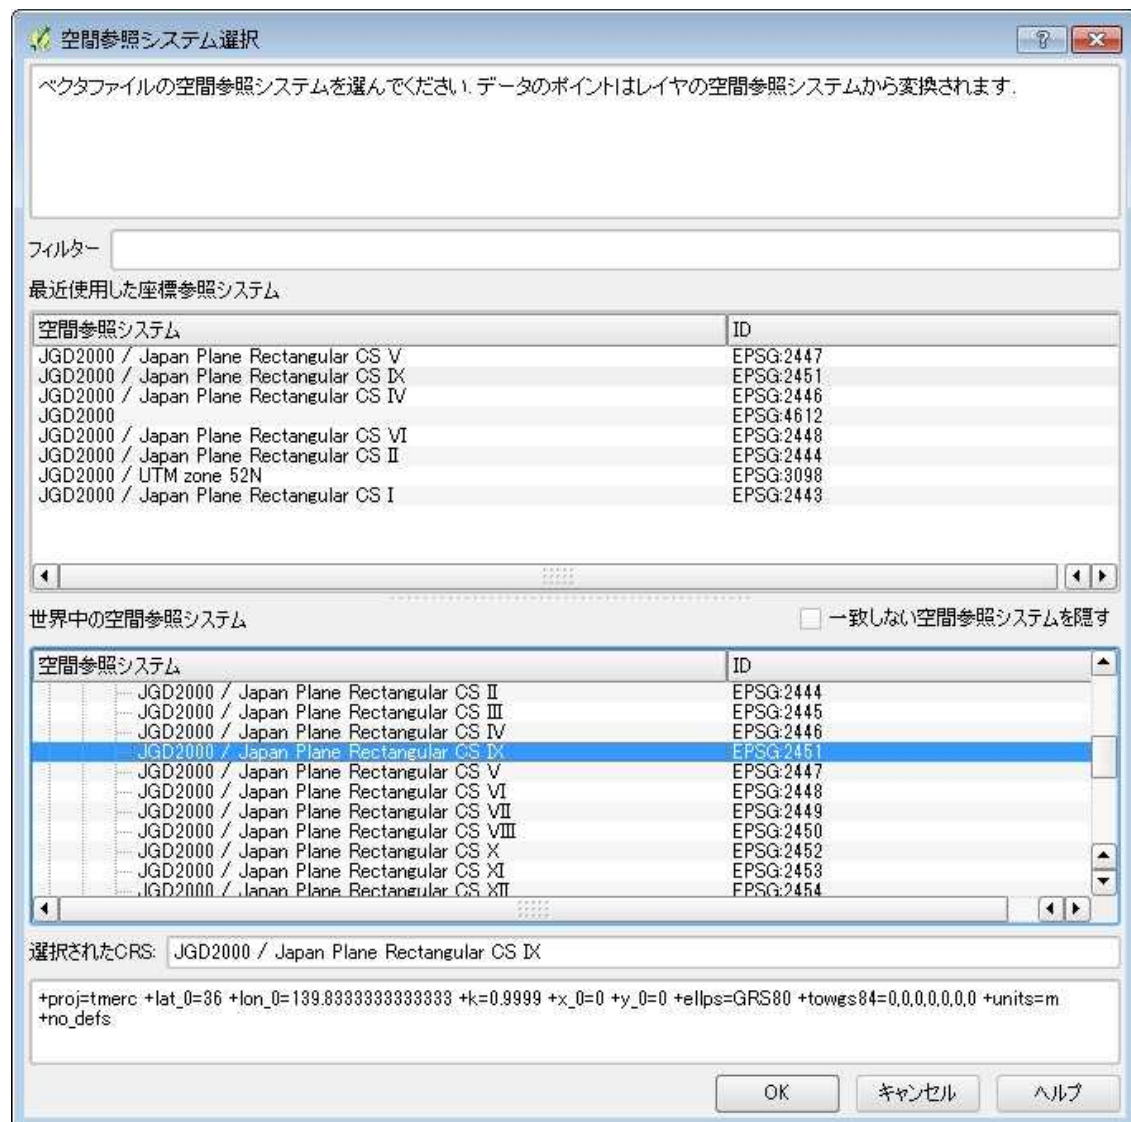 空間参照システム選択
ベクタファイルの空間参照システムを選んでください. データのポイントはレイヤの空間参照システムから変換されます.
フィルター
最近使用した座標参照システム
空間参照システム ID
JGD2000 / Japan Plane Rectangular CS V EPSG:2447
JGD2000 / Japan Plane Rectangular CS IX EPSG:2451
JGD2000 / Japan Plane Rectangular CS IV EPSG:2446
JGD2000 EPSG:4612
JGD2000 / Japan Plane Rectangular CS VI EPSG:2448
JGD2000 / Japan Plane Rectangular CS II EPSG:2444
JGD2000 / UTM zone 52N EPSG:3098
JGD2000 / Japan Plane Rectangular CS I EPSG:2443
世界中の空間参照システム 一致しない空間参照システムを隠す
空間参照システム ID
JGD2000 / Japan Plane Rectangular CS II EPSG:2444
JGD2000 / Japan Plane Rectangular CS III EPSG:2445
JGD2000 / Japan Plane Rectangular CS IV EPSG:2446
JGD2000 / Japan Plane Rectangular CS IX EPSG:2451
JGD2000 / Japan Plane Rectangular CS V EPSG:2447
JGD2000 / Japan Plane Rectangular CS VI EPSG:2448
JGD2000 / Japan Plane Rectangular CS VII EPSG:2449
JGD2000 / Japan Plane Rectangular CS VIII EPSG:2450
JGD2000 / Japan Plane Rectangular CS X EPSG:2452
JGD2000 / Japan Plane Rectangular CS XI EPSG:2453
JGD2000 / Japan Plane Rectangular CS XII EPSG:2454
選択されたCRS: JGD2000 / Japan Plane Rectangular CS IX
+proj=tmerc +lat_0=36 +lon_0=139.8333333333333 +k=0.9999 +x_0=0 +y_0=0 +ellps=GRS80 +towgs84=0,0,0,0,0,0,0 +units=m
+no_defs
OK キャンセル ヘルプ